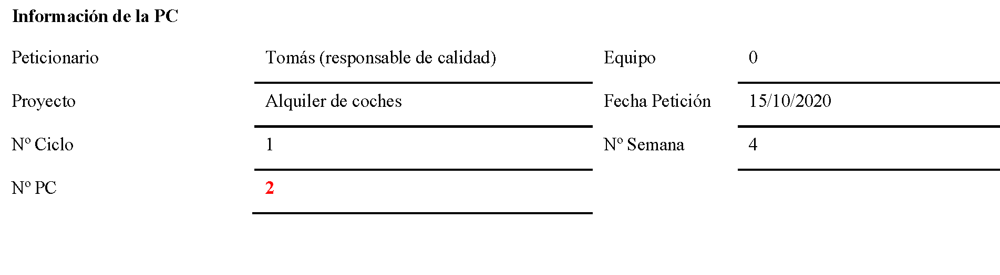 Información de la PC
Peticionario Tomás (responsable de calidad) Equipo 0
Proyecto Alquiler de coches Fecha Petición 15/10/2020
Nº Ciclo 1 Nº Semana 4
Nº PC 2